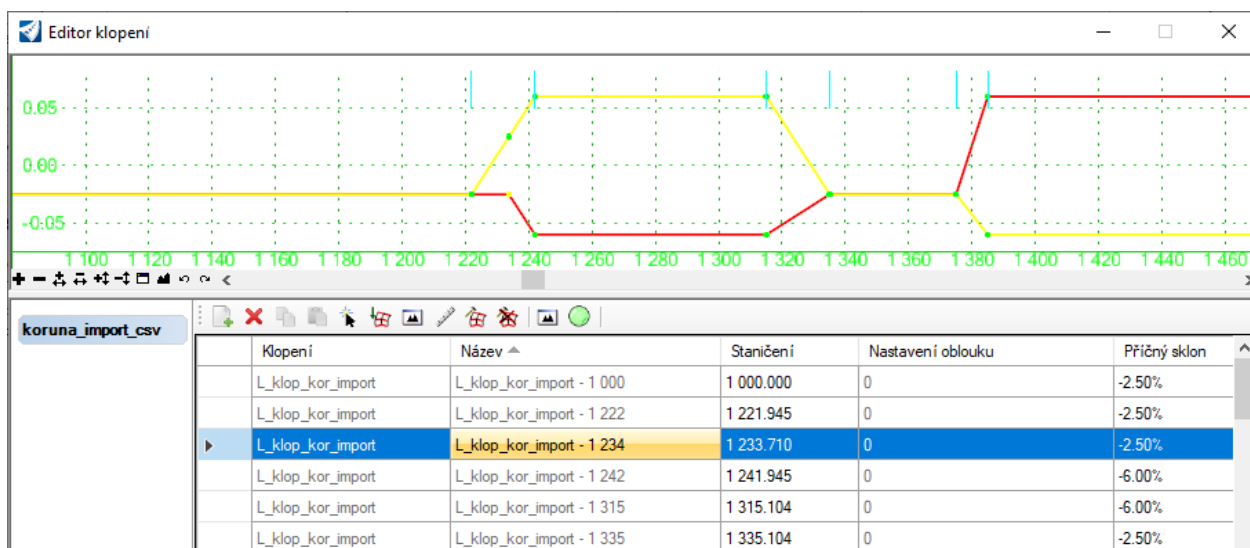 Editor klopení
0.05
0.00
-0.05
1 100 1 120 1 140 1 160 1 180 1 200 1 220 1 240 1 260 1 280 1 300 1 320 1 340 1 360 1 380 1 400 1 420 1 440 1 460
koruna_import_csv
Klopení Název Staničení Nastavení oblouku Příčný sklon
L_klop_kor_import L_klop_kor_import - 1 000 1 000.000 0 -2.50%
L_klop_kor_import L_klop_kor_import - 1 222 1 221.945 0 -2.50%
L_klop_kor_import L_klop_kor_import - 1 234 1 233.710 0 -2.50%
L_klop_kor_import L_klop_kor_import - 1 242 1 241.945 0 -6.00%
L_klop_kor_import L_klop_kor_import - 1 315 1 315.104 0 -6.00%
L_klop_kor_import L_klop_kor_import - 1 335 1 335.104 0 -2.50%